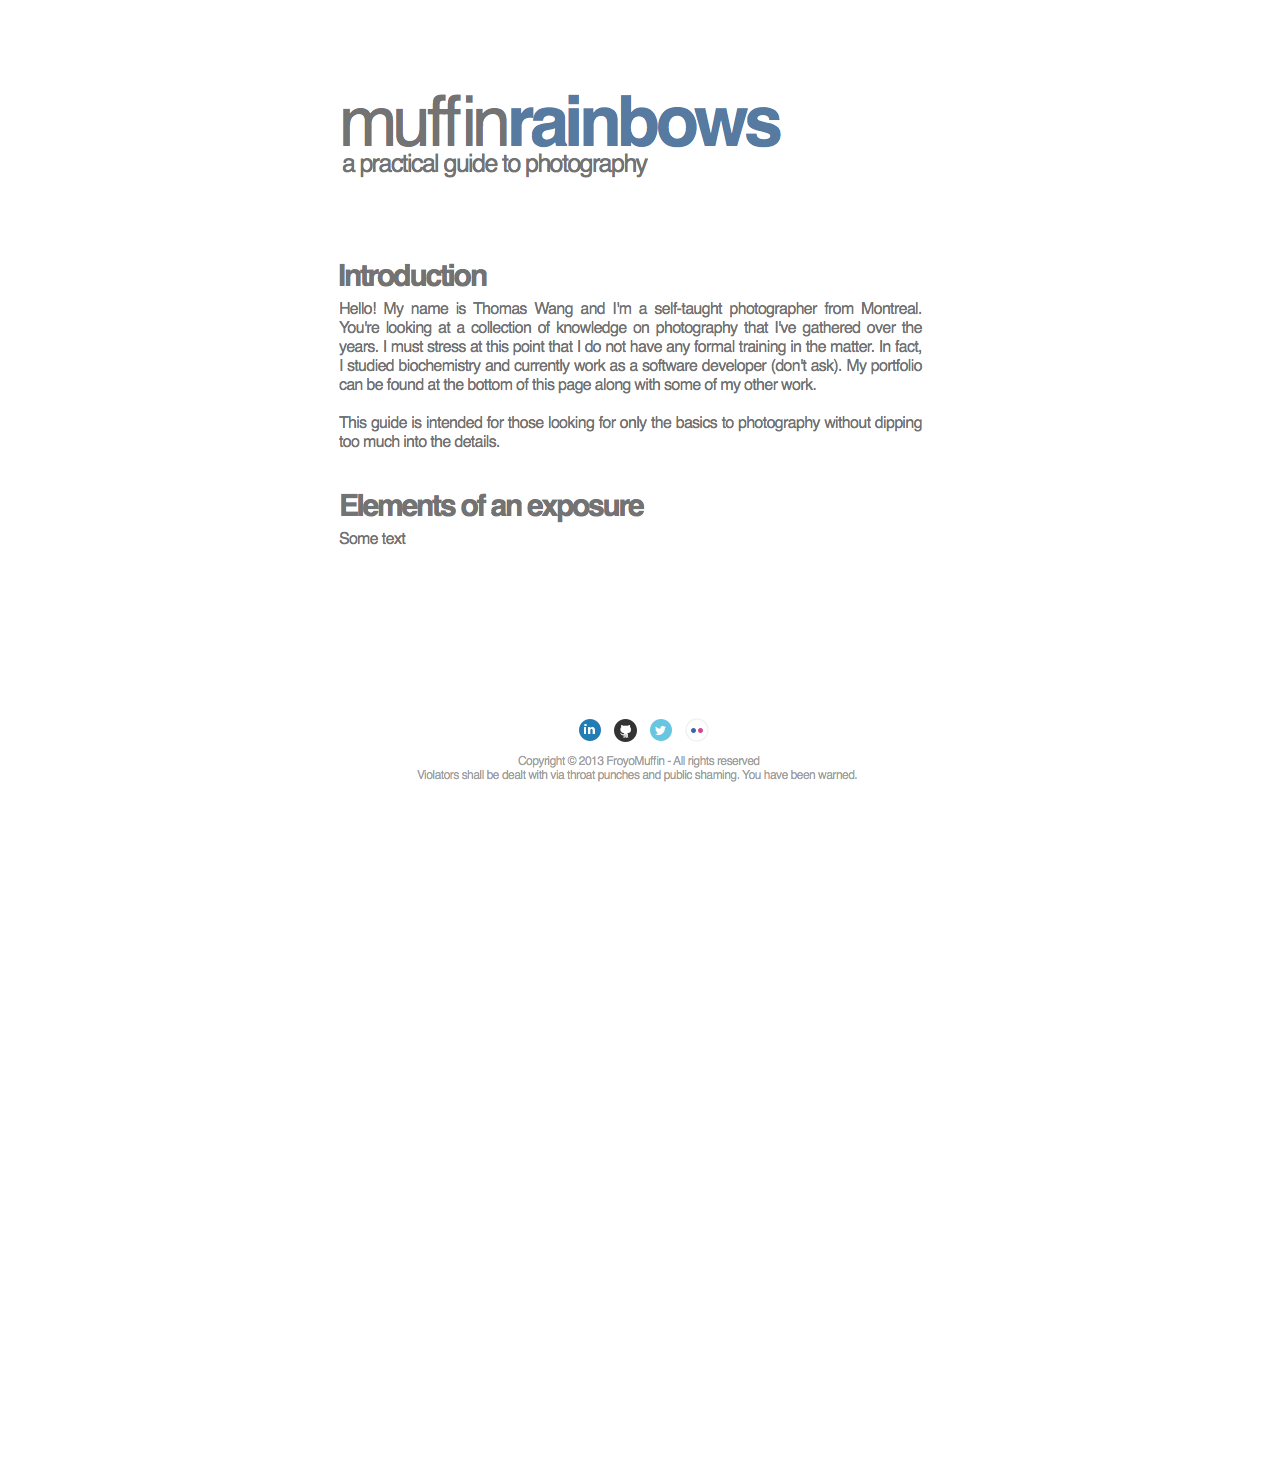 muffinrainbows
a practical guide to photography
Introduction
Hello! My name is Thomas Wang and I'm a self-taught photographer from Montreal.
You're looking at a collection of knowledge on photography that I've gathered over the
years. I must stress at this point that I do not have any formal training in the matter. In fact,
I studied biochemistry and currently work as a software developer (don't ask). My portfolio
can be found at the bottom of this page along with some of my other work.
This guide is intended for those looking for only the basics to photography without dipping
too much into the details.
Elements of an exposure
Some text
in
Copyright © 2013 FroyoMuffin - All rights reserved
Violators shall be dealt with via throat punches and public shaming. You have been warned.